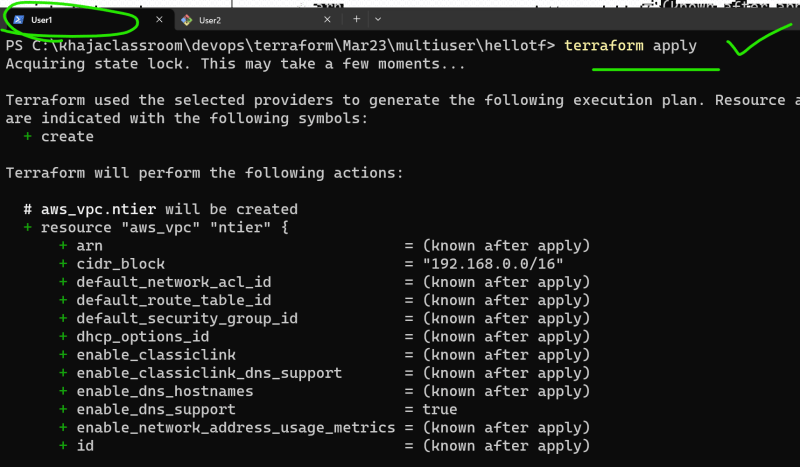 User1
User2
PS C:\khajaclassroom\devops\terraform\Mar23\multiuser\hellotf> terraform apply
Acquiring state lock. This may take a few moments...
Terraform used the selected providers to generate the following execution plan. Resource a
are indicated with the following symbols:
+ create
Terraform will perform the following actions:
# aws_vpc.ntier will be created
+ resource "aws_vpc" "ntier" {
+ arn = (known after apply)
+ cidr_block = "192.168.0.0/16"
+ default_network_acl_id = (known after apply)
+ default_route_table_id = (known after apply)
+ default_security_group_id = (known after apply)
+ dhcp_options_id = (known after apply)
+ enable_classiclink = (known after apply)
+ enable_classiclink_dns_support = (known after apply)
+ enable_dns_hostnames = (known after apply)
+ enable_dns_support = true
+ enable_network_address_usage_metrics = (known after apply)
+ id = (known after apply)